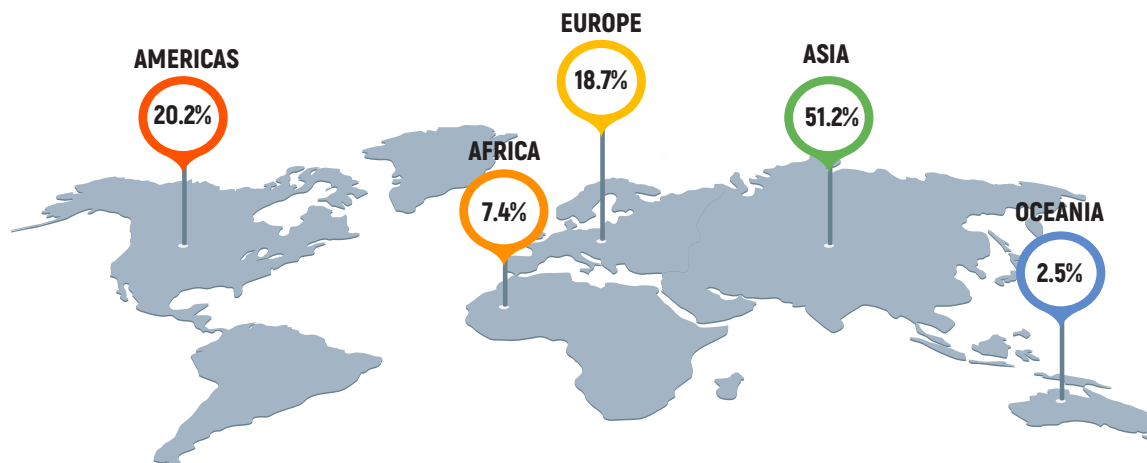 EUROPE
18.7%
AMERICAS
20.2%
ASIA
51.2%
AFRICA
7.4%
OCEANIA
2.5%